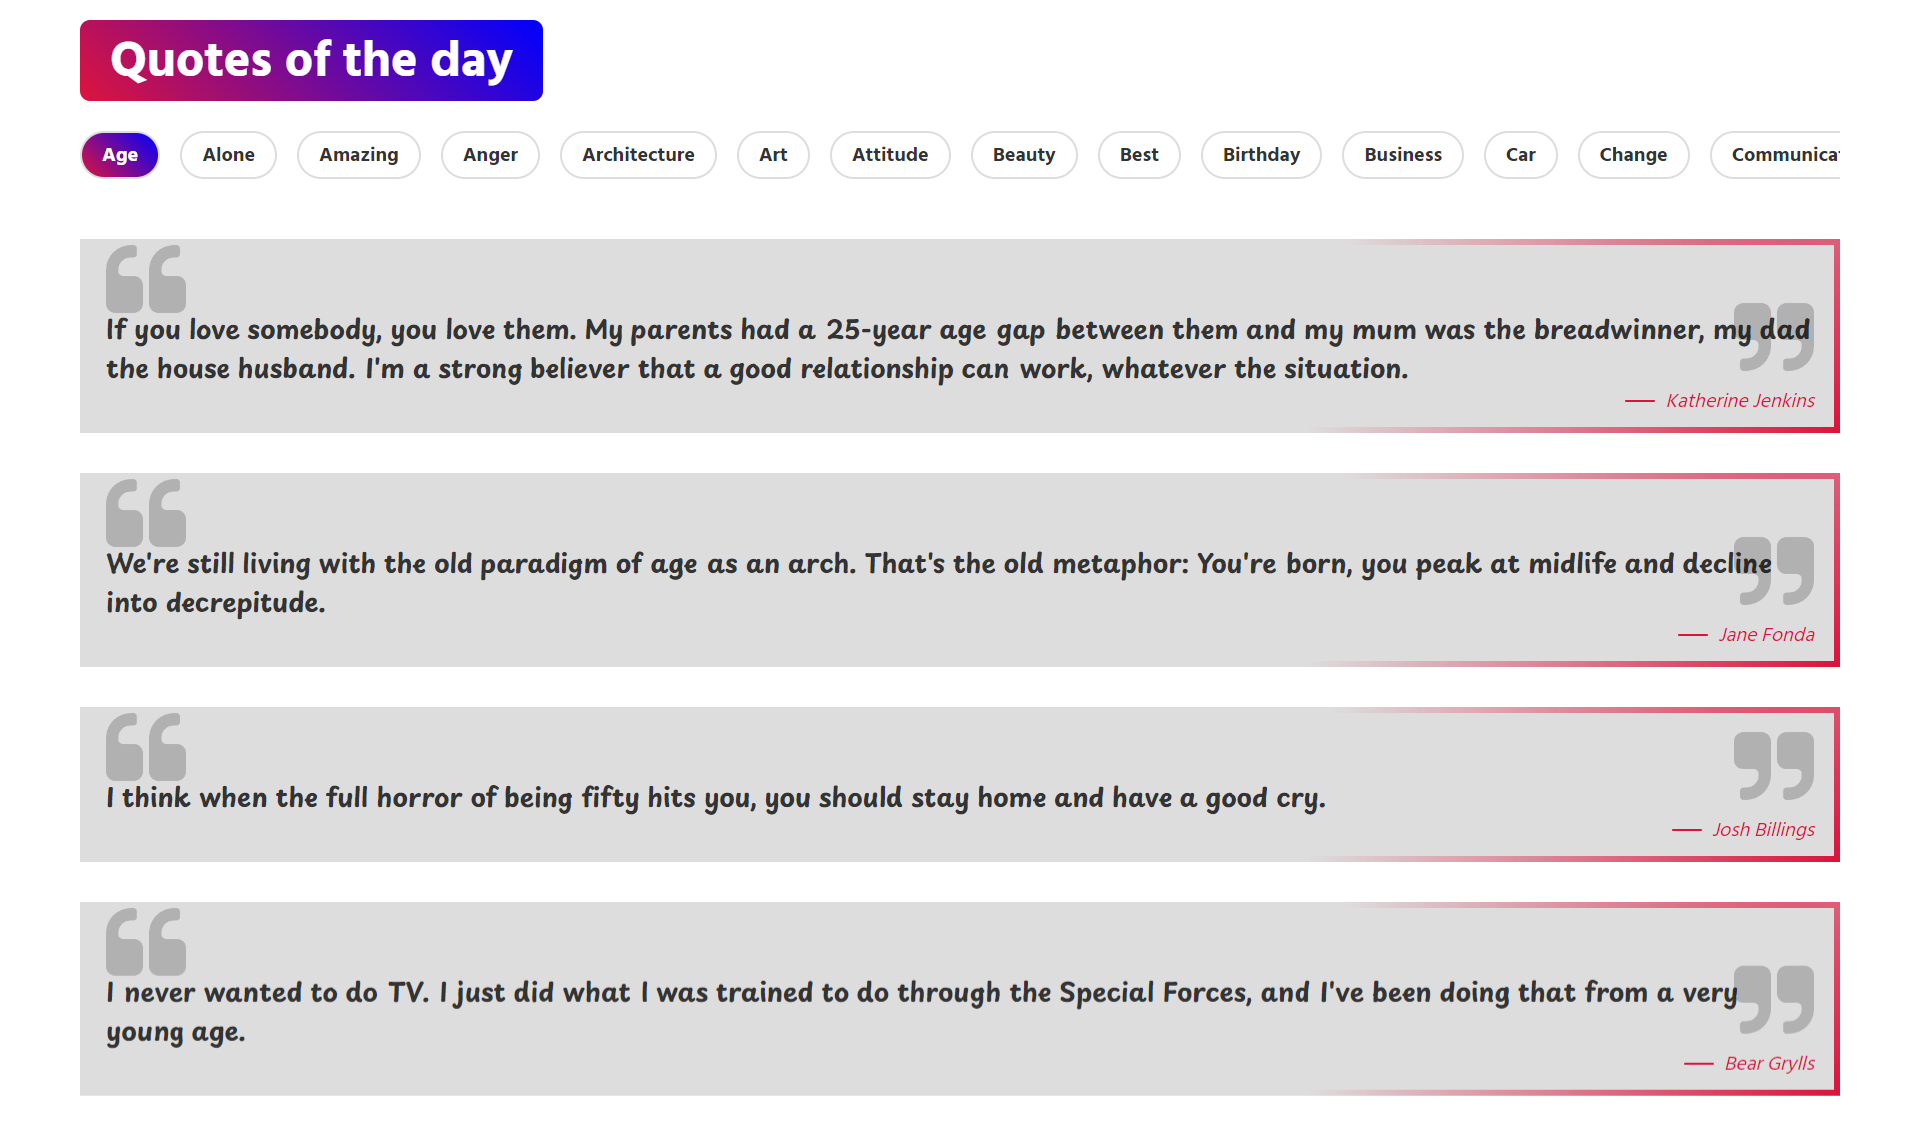 Quotes of the day
Age Alone Amazing Anger Architecture Art Attitude Beauty Best Birthday Business Car Change
If you love somebody, you love them. My parents had a 25-year age gap between them and my mum was the breadwinner, my dad
the house husband. I'm a strong believer that a good relationship can work, whatever the situation.
Katherine Jenkins
We're still living with the old paradigm of age as an arch. That's the old metaphor: You're born, you peak at midlife and decline
into decrepitude.
Jane Fonda
I think when the full horror of being fifty hits you, you should stay home and have a good cry.
Josh Billings
I never wanted to do TV. I just did what I was trained to do through the Special Forces, and I've been doing that from a very
young age.
Bear Grylls